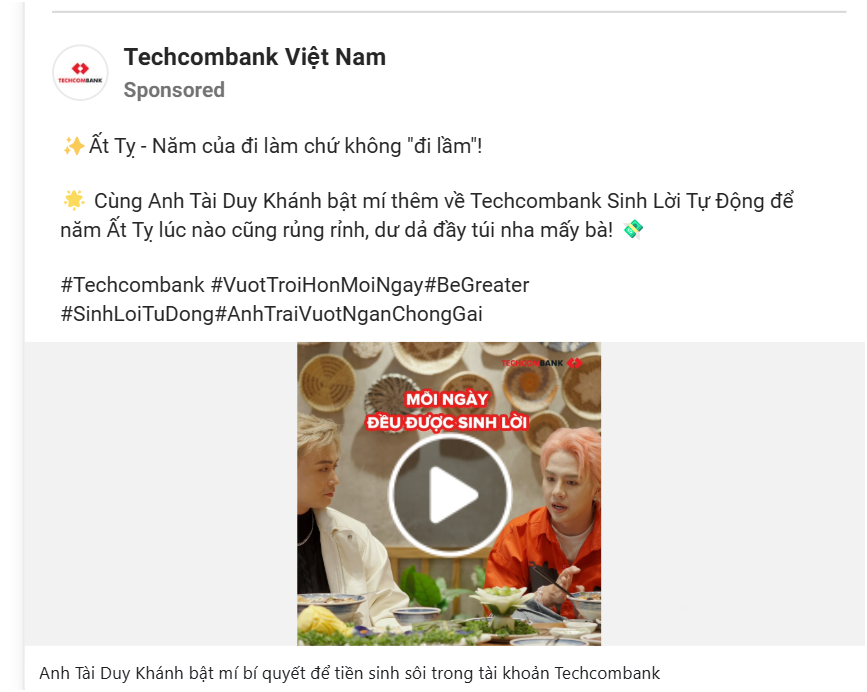 TECHCOMBANK
Techcombank Việt Nam
Sponsored
✨Ất Tỵ - Năm của đi làm chứ không "đi lầm"!
🌟 Cùng Anh Tài Duy Khánh bật mí thêm về Techcombank Sinh Lời Tự Động để
năm Ất Tỵ lúc nào cũng rủng rỉnh, dư dả đầy túi nha mấy bà! 💸
#Techcombank #VuotTroiHonMoiNgay#BeGreater
#SinhLoiTuDong#AnhTraiVuotNganChongGai
TECHCOMBANK
MỖI NGÀY
ĐỀU ĐƯỢC SINH LỜI
Anh Tài Duy Khánh bật mí bí quyết để tiền sinh sôi trong tài khoản Techcombank